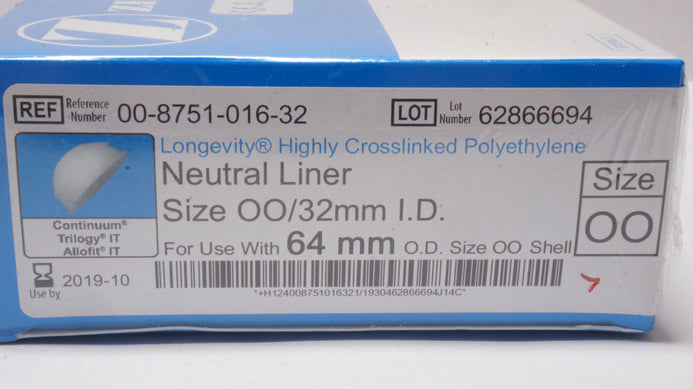 REF Reference Number 00-8751-016-32
LOT Lot Number 62866694
Longevity® Highly Crosslinked Polyethylene
Neutral Liner
Size OO/32mm I.D.
For Use With 64 mm O.D. Size OO Shell
Size
OO
Continuum®
Trilogy® IT
Allofit® IT
Use by 2019-10
*+H124008751016321/1930462866694J14C*